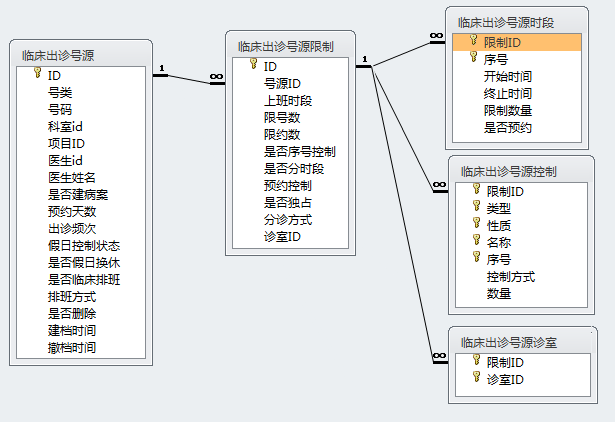 临床出诊号源
ID
号类
号码
科室id
项目ID
医生id
医生姓名
是否建病案
预约天数
出诊频次
假日控制状态
是否假日换休
是否临床排班
排班方式
是否删除
建档时间
撤档时间
1
∞
临床出诊号源限制
ID
号源ID
上班时段
限号数
限约数
是否序号控制
是否分时段
预约控制
是否独占
分诊方式
诊室ID
1
∞
临床出诊号源时段
限制ID
序号
开始时间
终止时间
限制数量
是否预约
∞
临床出诊号源控制
限制ID
类型
性质
名称
序号
控制方式
数量
∞
临床出诊号源诊室
限制ID
诊室ID